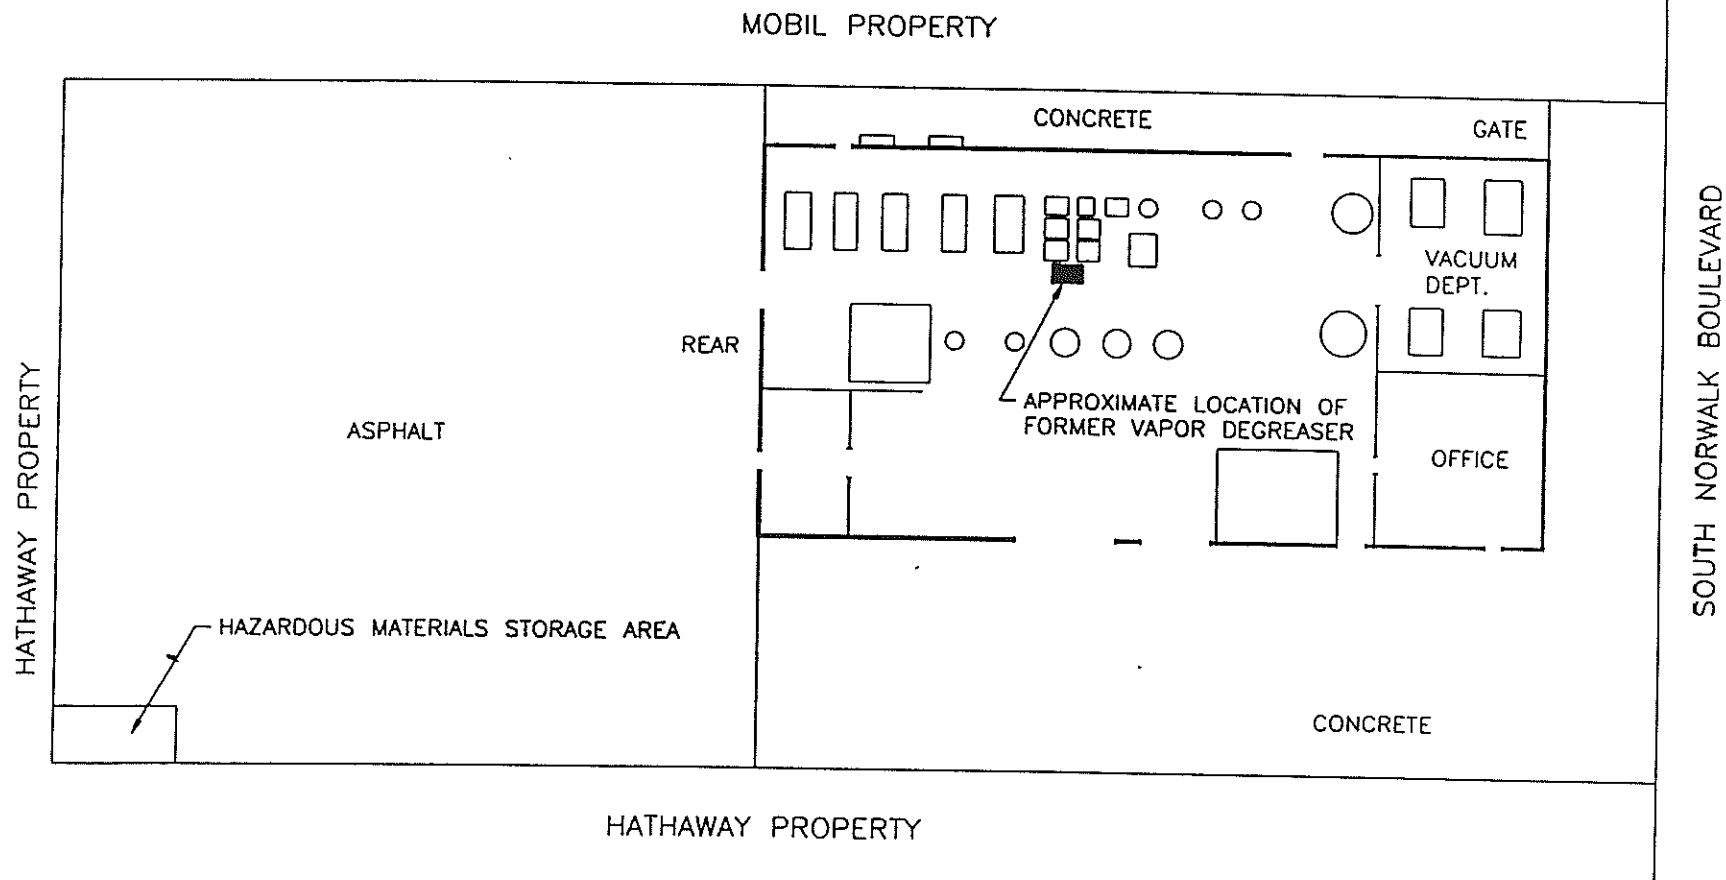 MOBIL PROPERTY
CONCRETE
GATE
VACUUM
DEPT.
REAR
APPROXIMATE LOCATION OF
FORMER VAPOR DEGREASER
ASPHALT
OFFICE
HATHAWAY PROPERTY
SOUTH NORWALK BOULEVARD
HAZARDOUS MATERIALS STORAGE AREA
CONCRETE
HATHAWAY PROPERTY